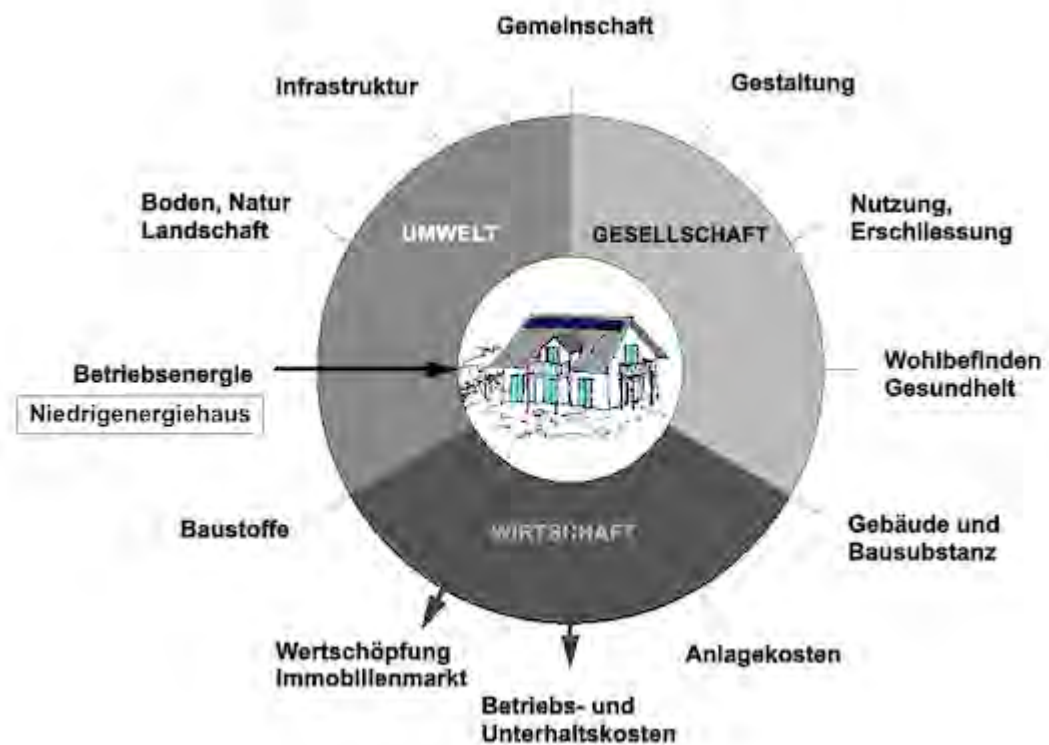 Gemeinschaft
Infrastruktur
Gestaltung
Boden, Natur
Landschaft
UMWELT
GESELLSCHAFT
Nutzung,
Erschliessung
Betriebsenergie
Niedrigenergiehaus
Wohlbefinden
Gesundheit
Baustoffe
WIRTSCHAFT
Gebäude und
Bausubstanz
Wertschöpfung
Immobilienmarkt
Anlagekosten
Betriebs- und
Unterhaltskosten